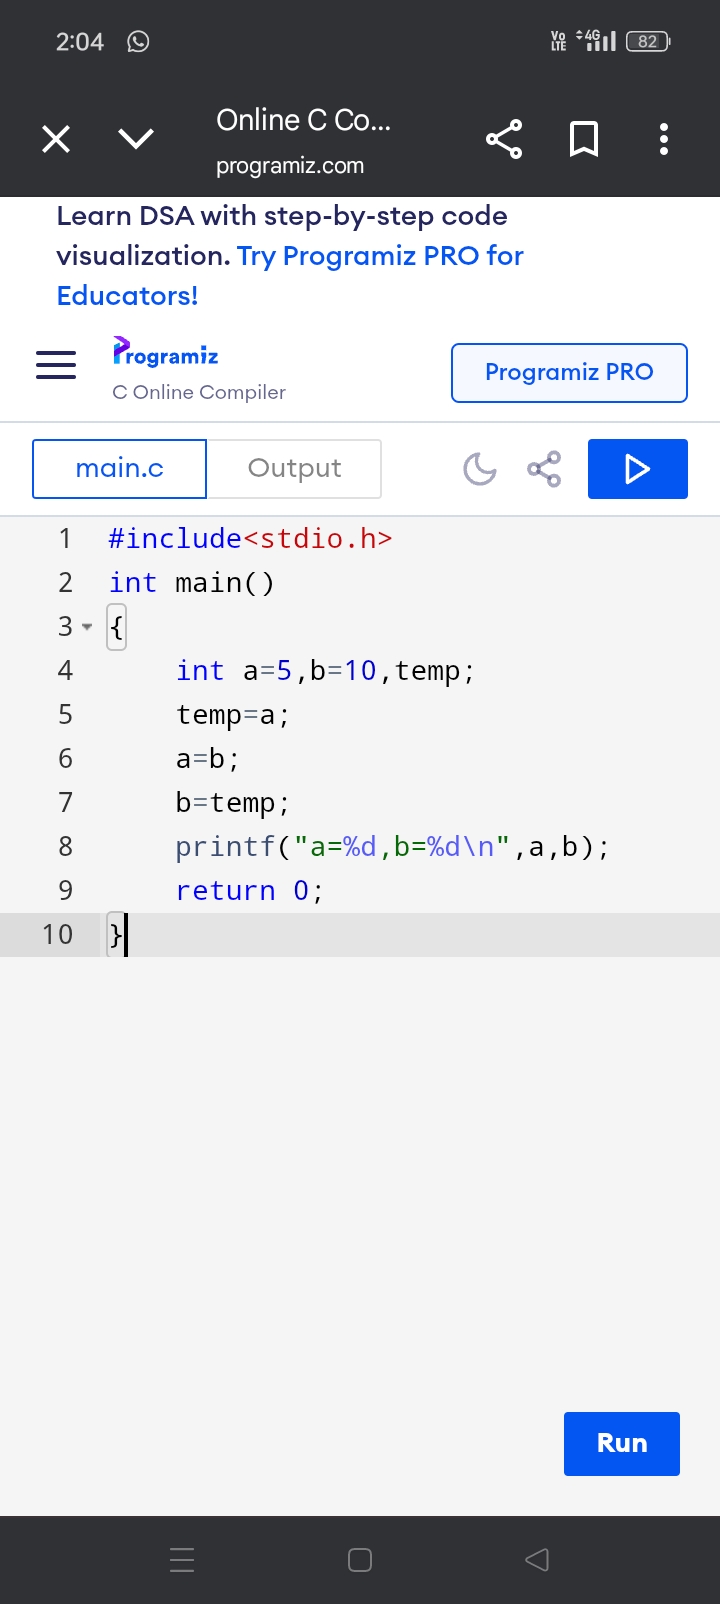 2:04
Vo LTE 4G 82
Online C Co...
programiz.com
Learn DSA with step-by-step code
visualization. Try Programiz PRO for
Educators!
Programiz
C Online Compiler
Programiz PRO
main.c
Output
1 #include<stdio.h>
2 int main()
3 {
4     int a=5,b=10,temp;
5     temp=a;
6     a=b;
7     b=temp;
8     printf("a=%d,b=%d\n",a,b);
9     return 0;
10 }
Run